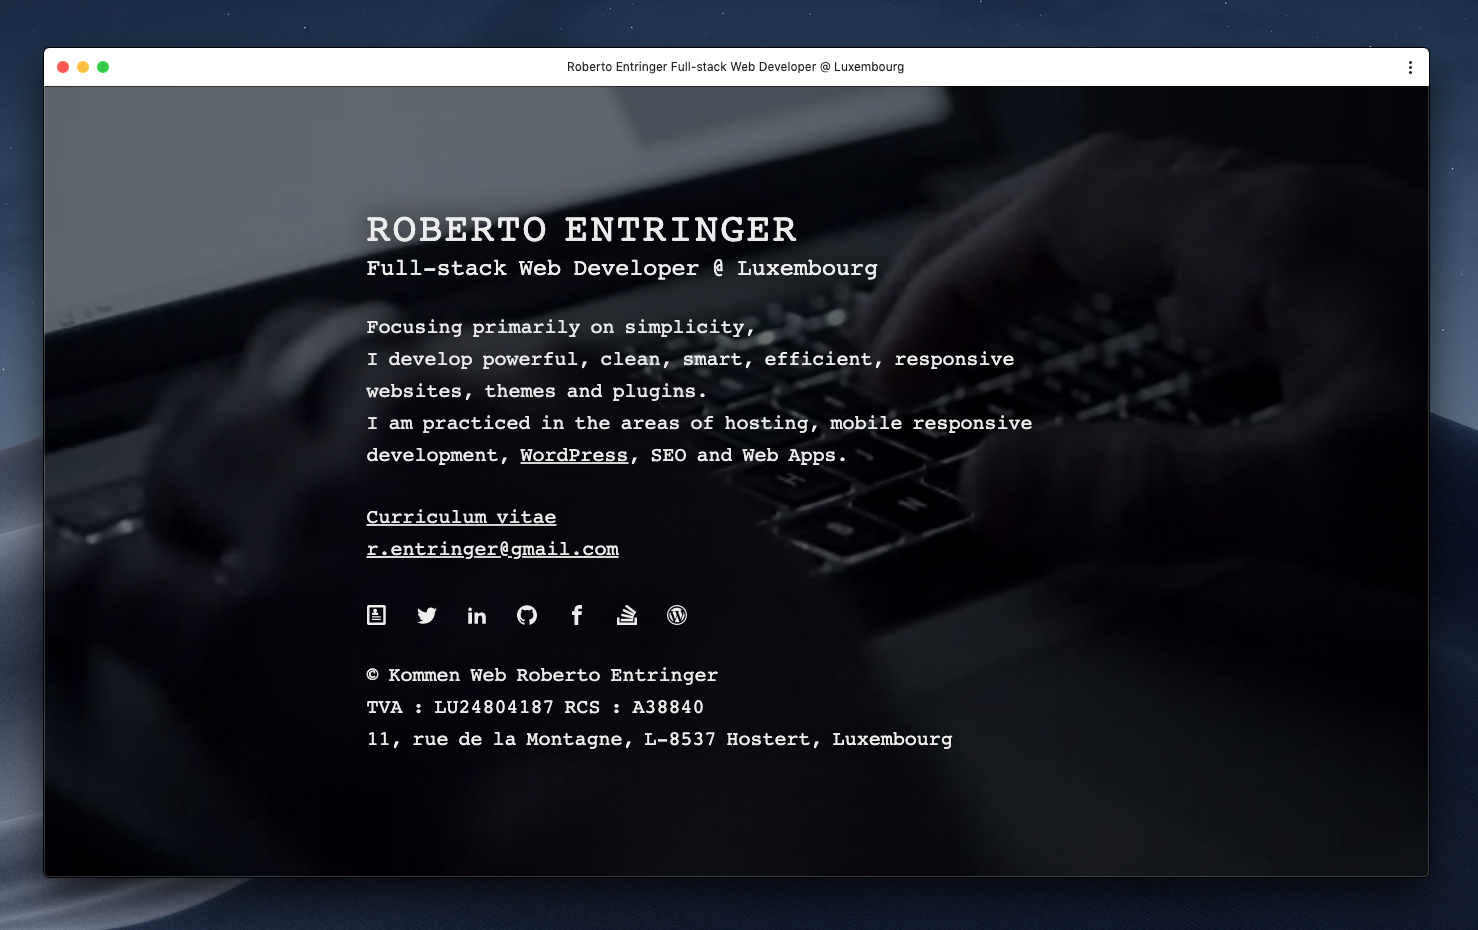 Roberto Entringer Full-stack Web Developer @ Luxembourg
ROBERTO ENTRINGER
Full-stack Web Developer @ Luxembourg
Focusing primarily on simplicity,
I develop powerful, clean, smart, efficient, responsive
websites, themes and plugins.
I am practiced in the areas of hosting, mobile responsive
development, WordPress, SEO and Web Apps.
Curriculum vitae
r.entringer@gmail.com
© Kommen Web Roberto Entringer
TVA : LU24804187 RCS : A38840
11, rue de la Montagne, L-8537 Hostert, Luxembourg